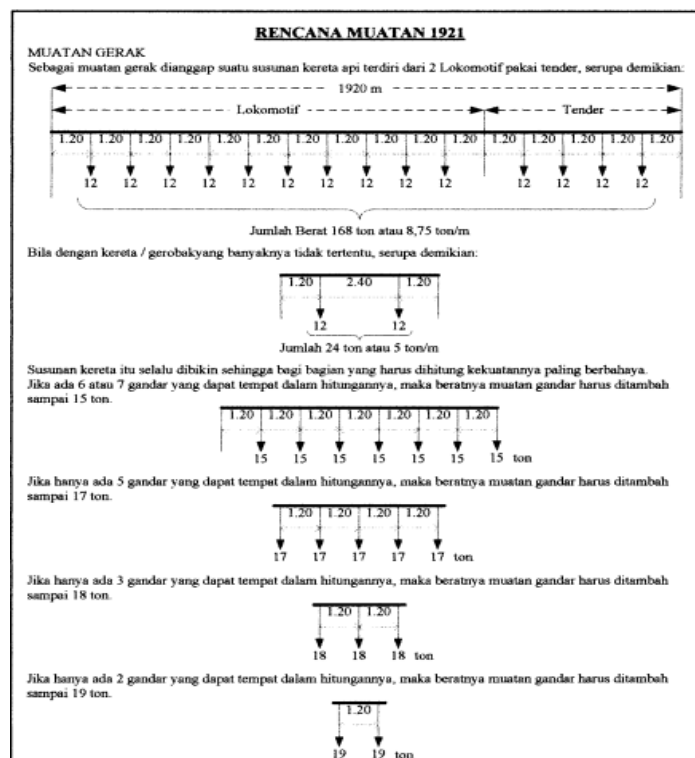 RENCANA MUATAN 1921
MUATAN GERAK
Sebagai muatan gerak dianggap suatu susunan kereta api terdiri dari 2 Lokomotif pakai tender, serupa demikian:
1920 m
Lokomotif Tender
1.20 1.20 1.20 1.20 1.20 1.20 1.20 1.20 1.20 1.20 1.20 1.20 1.20 1.20 1.20 1.20
12 12 12 12 12 12 12 12 12 12 12 12 12 12
Jumlah Berat 168 ton atau 8,75 ton/m
Bila dengan kereta / gerobakyang banyaknya tidak tertentu, serupa demikian:
1.20 2.40 1.20
12 12
Jumlah 24 ton atau 5 ton/m
Susunan kereta itu selalu dibikin sehingga bagi bagian yang harus dihitung kekuatannya paling berbahaya.
Jika ada 6 atau 7 gandar yang dapat tempat dalam hitungannya, maka beratnya muatan gandar harus ditambah
sampai 15 ton.
1.20 1.20 1.20 1.20 1.20 1.20 1.20
15 15 15 15 15 15 15 ton
Jika hanya ada 5 gandar yang dapat tempat dalam hitungannya, maka beratnya muatan gandar harus ditambah
sampai 17 ton.
1.20 1.20 1.20 1.20
17 17 17 17 17 ton
Jika hanya ada 3 gandar yang dapat tempat dalam hitungannya, maka beratnya muatan gandar harus ditambah
sampai 18 ton.
1.20 1.20
18 18 18 ton
Jika hanya ada 2 gandar yang dapat tempat dalam hitungannya, maka beratnya muatan gandar harus ditambah
sampai 19 ton.
1.20
19 19 ton